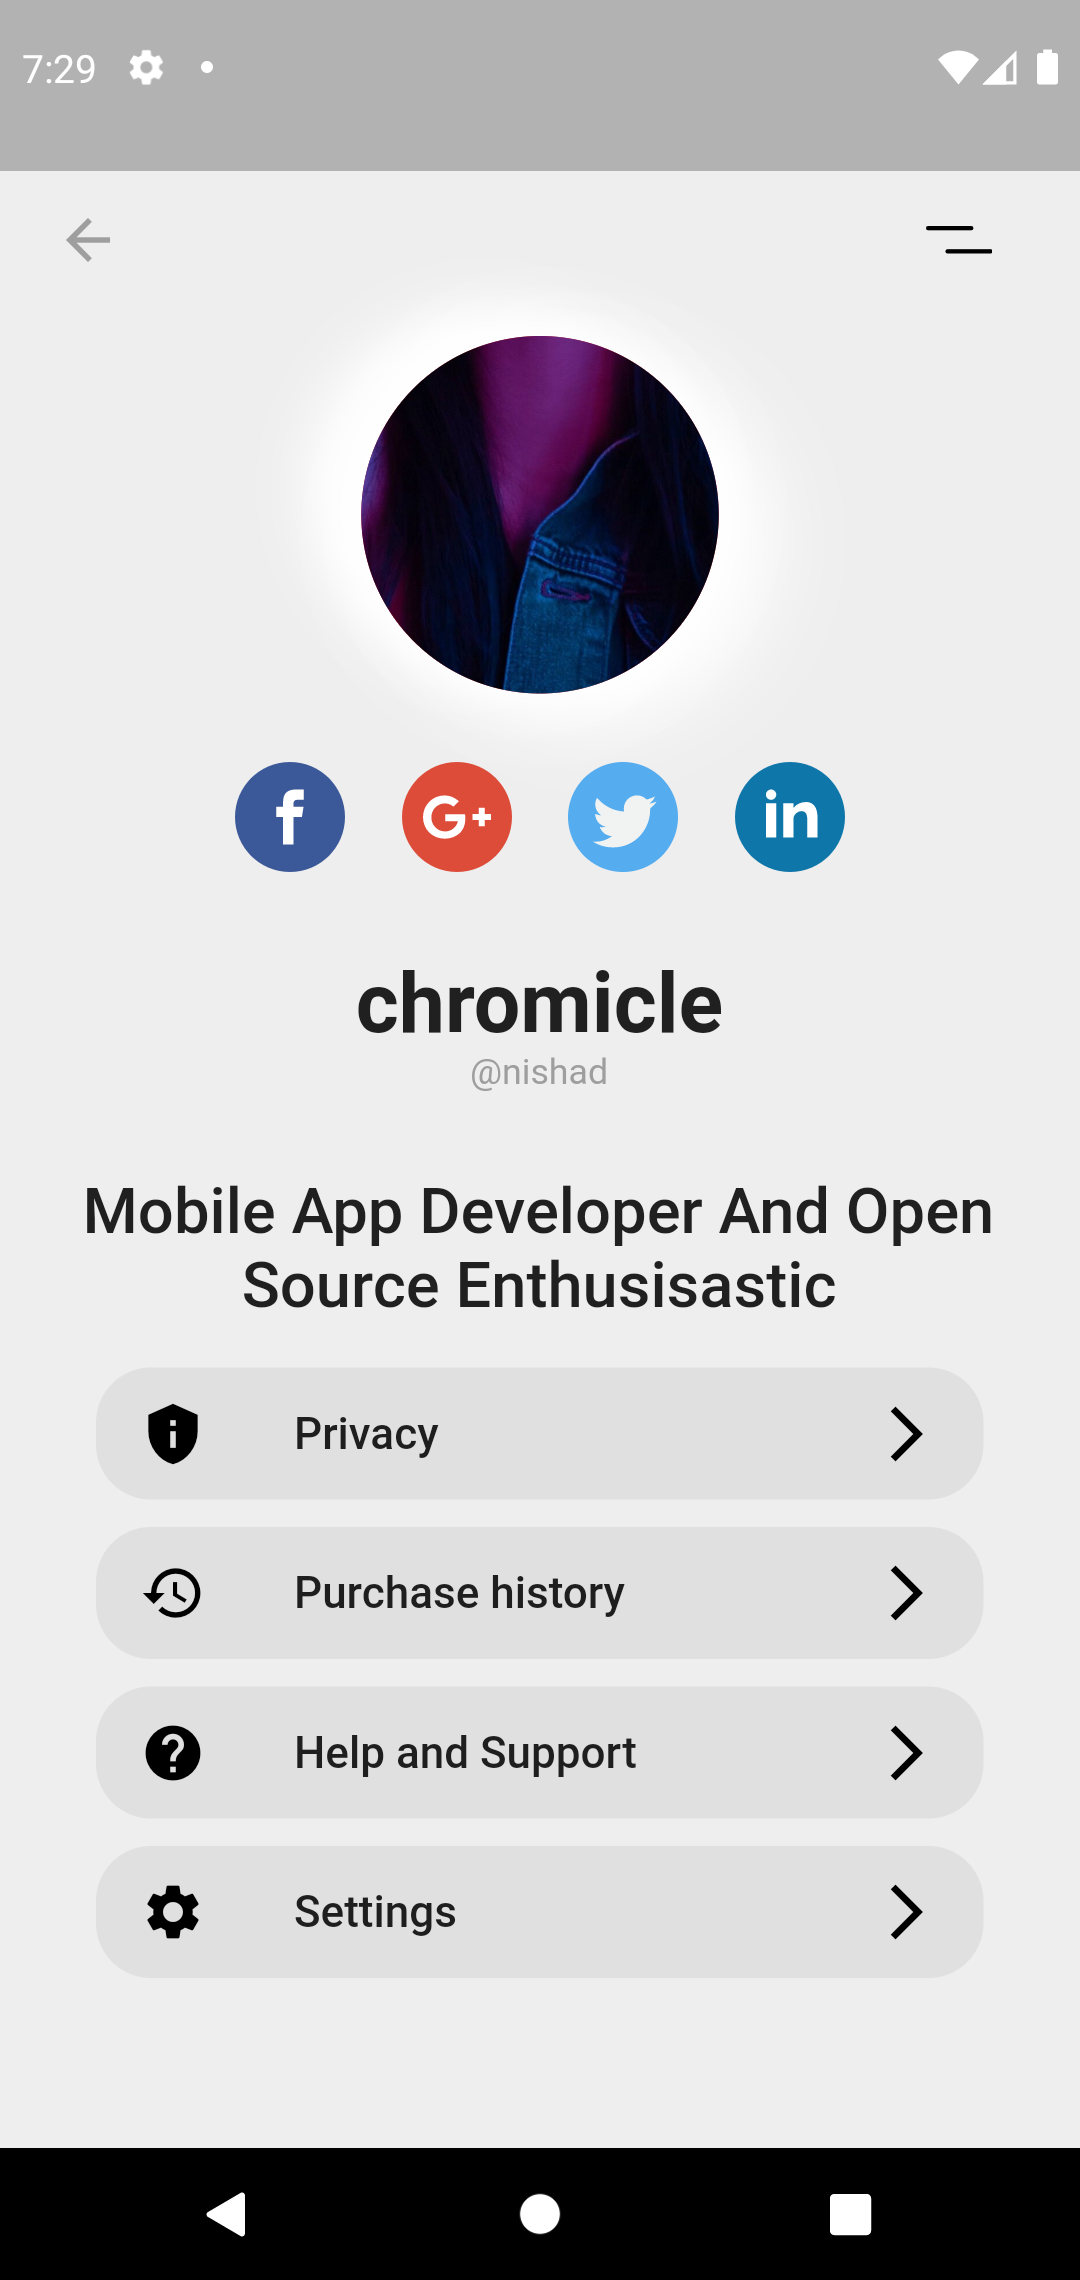 7:29
f
G+
in
chromicle
@nishad
Mobile App Developer And Open
Source Enthusisastic
Privacy
Purchase history
Help and Support
Settings